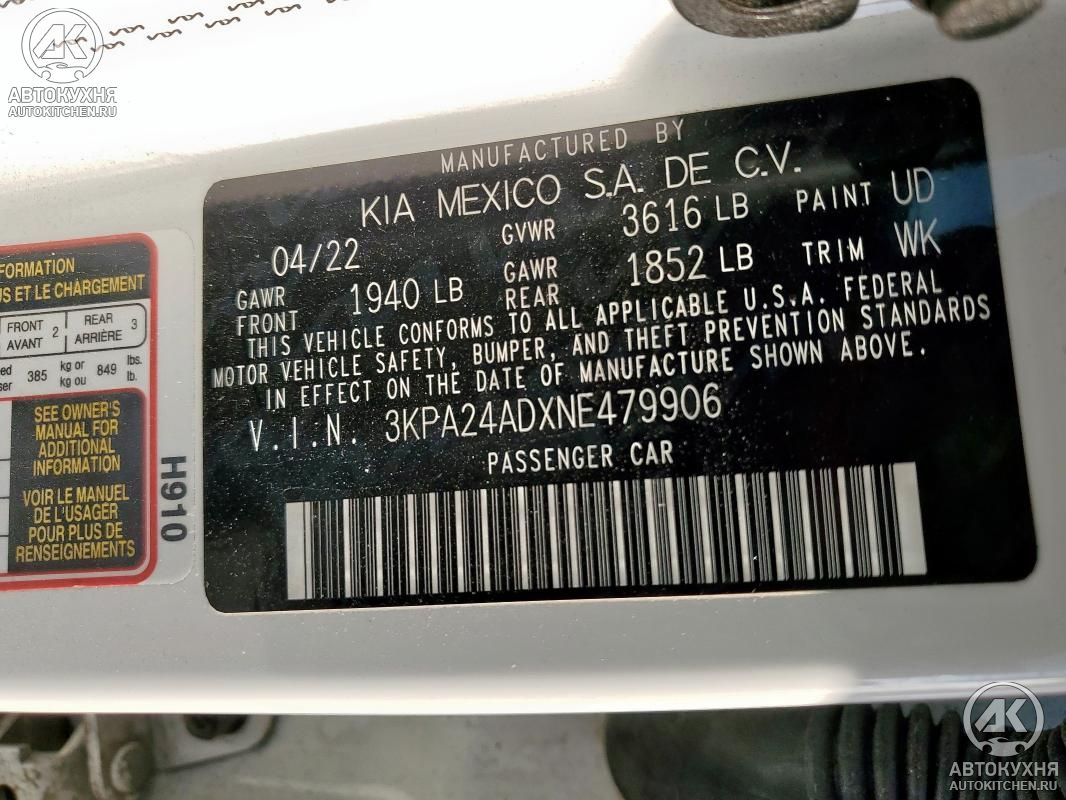 AK
АВТОКУХНЯ
AUTOKITCHEN.RU
MANUFACTURED BY
KIA MEXICO S.A. DE C.V.
04/22 GVWR 3616 LB PAINT UD
GAWR FRONT 1940 LB GAWR REAR 1852 LB TRIM WK
THIS VEHICLE CONFORMS TO ALL APPLICABLE U.S.A. FEDERAL
MOTOR VEHICLE SAFETY, BUMPER, AND THEFT PREVENTION STANDARDS
IN EFFECT ON THE DATE OF MANUFACTURE SHOWN ABOVE.
V.I.N. 3KPA24ADXNE479906
PASSENGER CAR
FORMATION
US ET LE CHARGEMENT
FRONT
AVANT 2
REAR
ARRIÈRE 3
385 kg or
kg ou 849 lbs.
lb.
SEE OWNER'S
MANUAL FOR
ADDITIONAL
INFORMATION
VOIR LE MANUEL
DE L'USAGER
POUR PLUS DE
RENSEIGNEMENTS
H910
AK
АВТОКУХНЯ
AUTOKITCHEN.RU